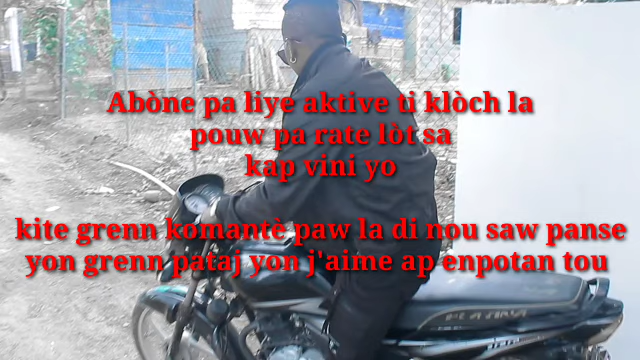 Abòne pa liye aktive ti klòch la
pouw pa rate lòt sa
kap vini yo
kite grenn komantè paw la di nou saw panse
yon grenn pataj yon j'aime ap enpotan tou
PLATINA